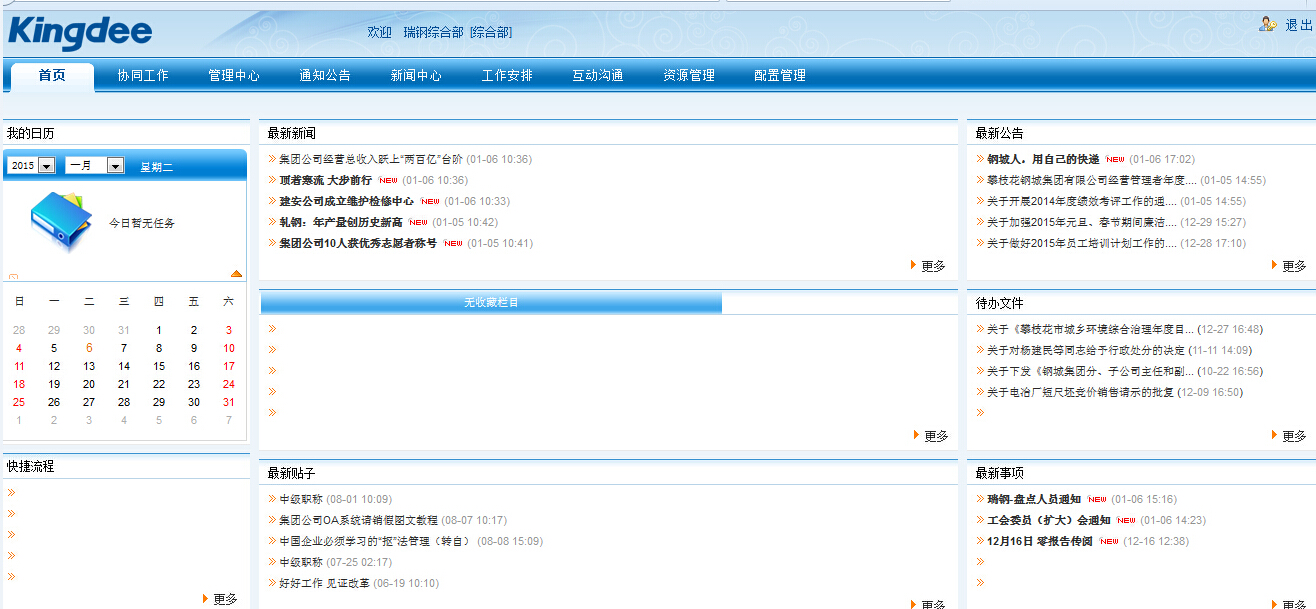 Kingdee
欢迎 瑞钢综合部 [综合部]
退出
首页 协同工作 管理中心 通知公告 新闻中心 工作安排 互动沟通 资源管理 配置管理
我的日历
2015 一月 星期二
今日暂无任务
日 一 二 三 四 五 六
28 29 30 31 1 2 3
4 5 6 7 8 9 10
11 12 13 14 15 16 17
18 19 20 21 22 23 24
25 26 27 28 29 30 31
1 2 3 4 5 6 7
快捷流程
更多
最新新闻
集团公司经营总收入跃上“两百亿”台阶 (01-06 10:36)
顶着寒流 大步前行 NEW (01-06 10:36)
建安公司成立维护检修中心 NEW (01-06 10:33)
轧钢：年产量创历史新高 NEW (01-05 10:42)
集团公司10人获优秀志愿者称号 NEW (01-05 10:41)
更多
无收藏栏目
更多
最新贴子
中级职称 (08-01 10:09)
集团公司OA系统请销假图文教程 (08-07 10:17)
中国企业必须学习的“抠”法管理（转自） (08-08 15:09)
中级职称 (07-25 02:17)
好好工作 见证改革 (06-19 10:10)
更多
最新公告
钢城人，用自己的快递 NEW (01-06 17:02)
攀枝花钢城集团有限公司经营管理者年度.... (01-05 14:55)
关于开展2014年度绩效考评工作的通.... (01-05 14:55)
关于加强2015年元旦、春节期间廉洁.... (12-29 15:27)
关于做好2015年员工培训计划工作的.... (12-28 17:10)
更多
待办文件
关于《攀枝花市城乡环境综合治理年度目... (12-27 16:48)
关于对杨建民等同志给予行政处分的决定 (11-11 14:09)
关于下发《钢城集团分、子公司主任和副... (10-22 16:56)
关于电冶厂短尺坯竞价销售请示的批复 (12-09 16:50)
更多
最新事项
瑞钢-盘点人员通知 NEW (01-06 15:16)
工会委员（扩大）会通知 NEW (01-06 14:23)
12月16日 零报告传阅 NEW (12-16 12:38)
更多